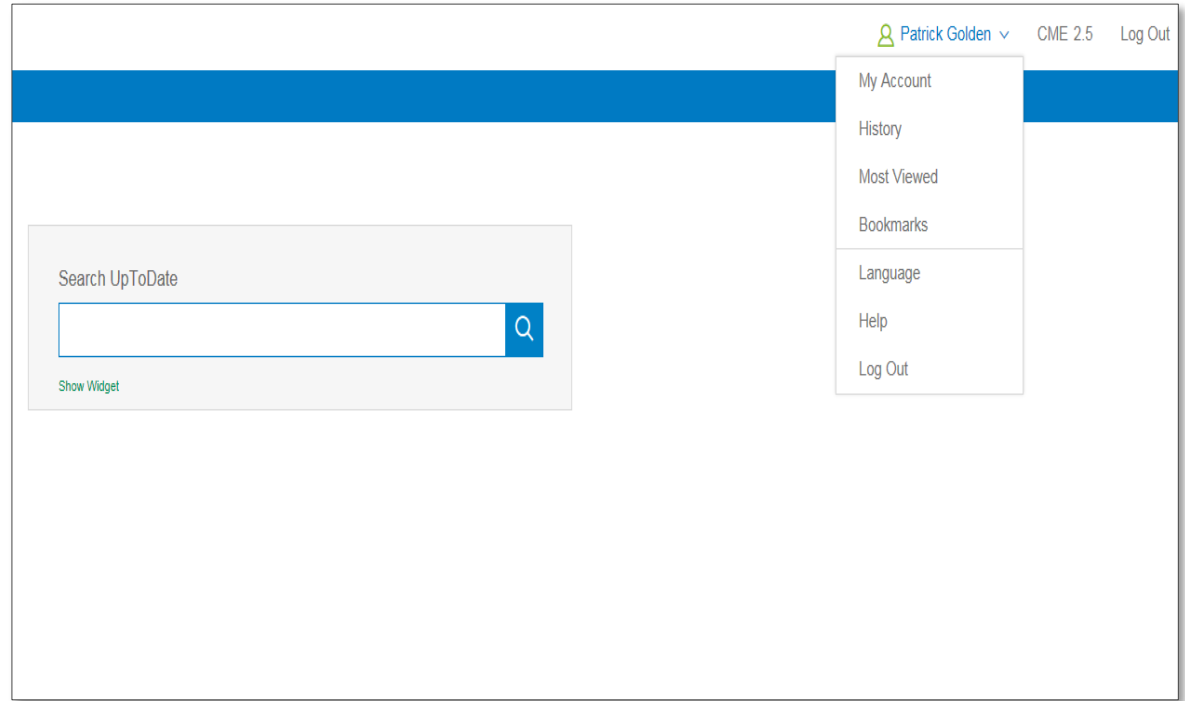 Patrick Golden CME 2.5 Log Out
My Account
History
Most Viewed
Bookmarks
Language
Help
Log Out
Search UpToDate
Show Widget